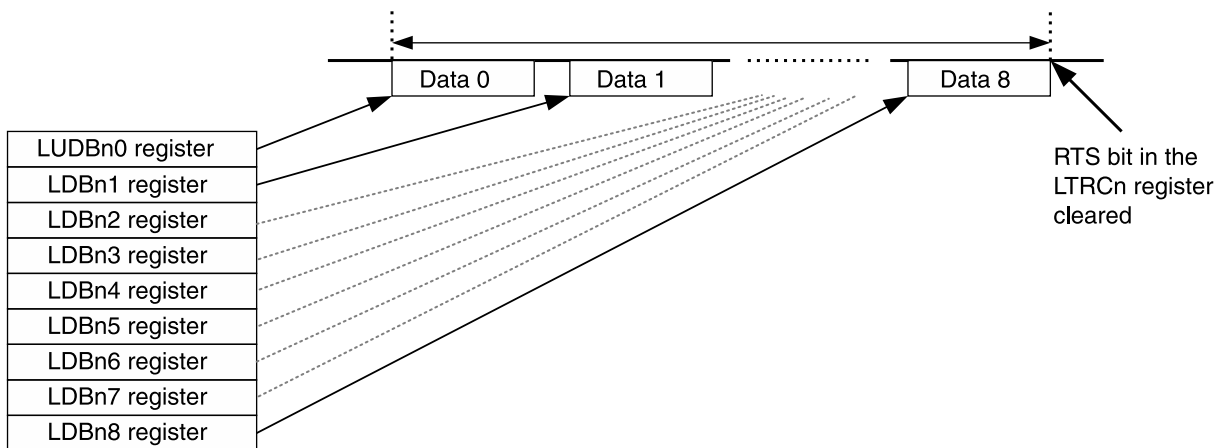 Data 0
Data 1
Data 8
LUDBn0 register
LDBn1 register
LDBn2 register
LDBn3 register
LDBn4 register
LDBn5 register
LDBn6 register
LDBn7 register
LDBn8 register
RTS bit in the
LTRCn register
cleared